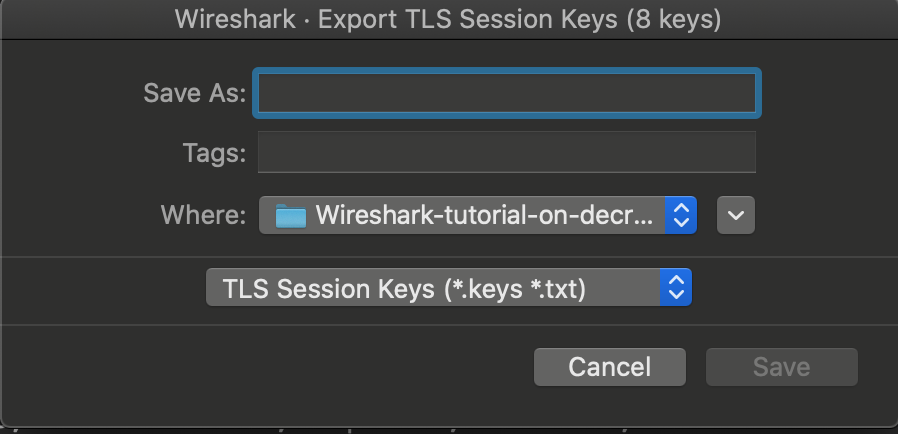 Wireshark · Export TLS Session Keys (8 keys)
Save As:
Tags:
Where: Wireshark-tutorial-on-decr...
TLS Session Keys (*.keys *.txt)
Cancel Save